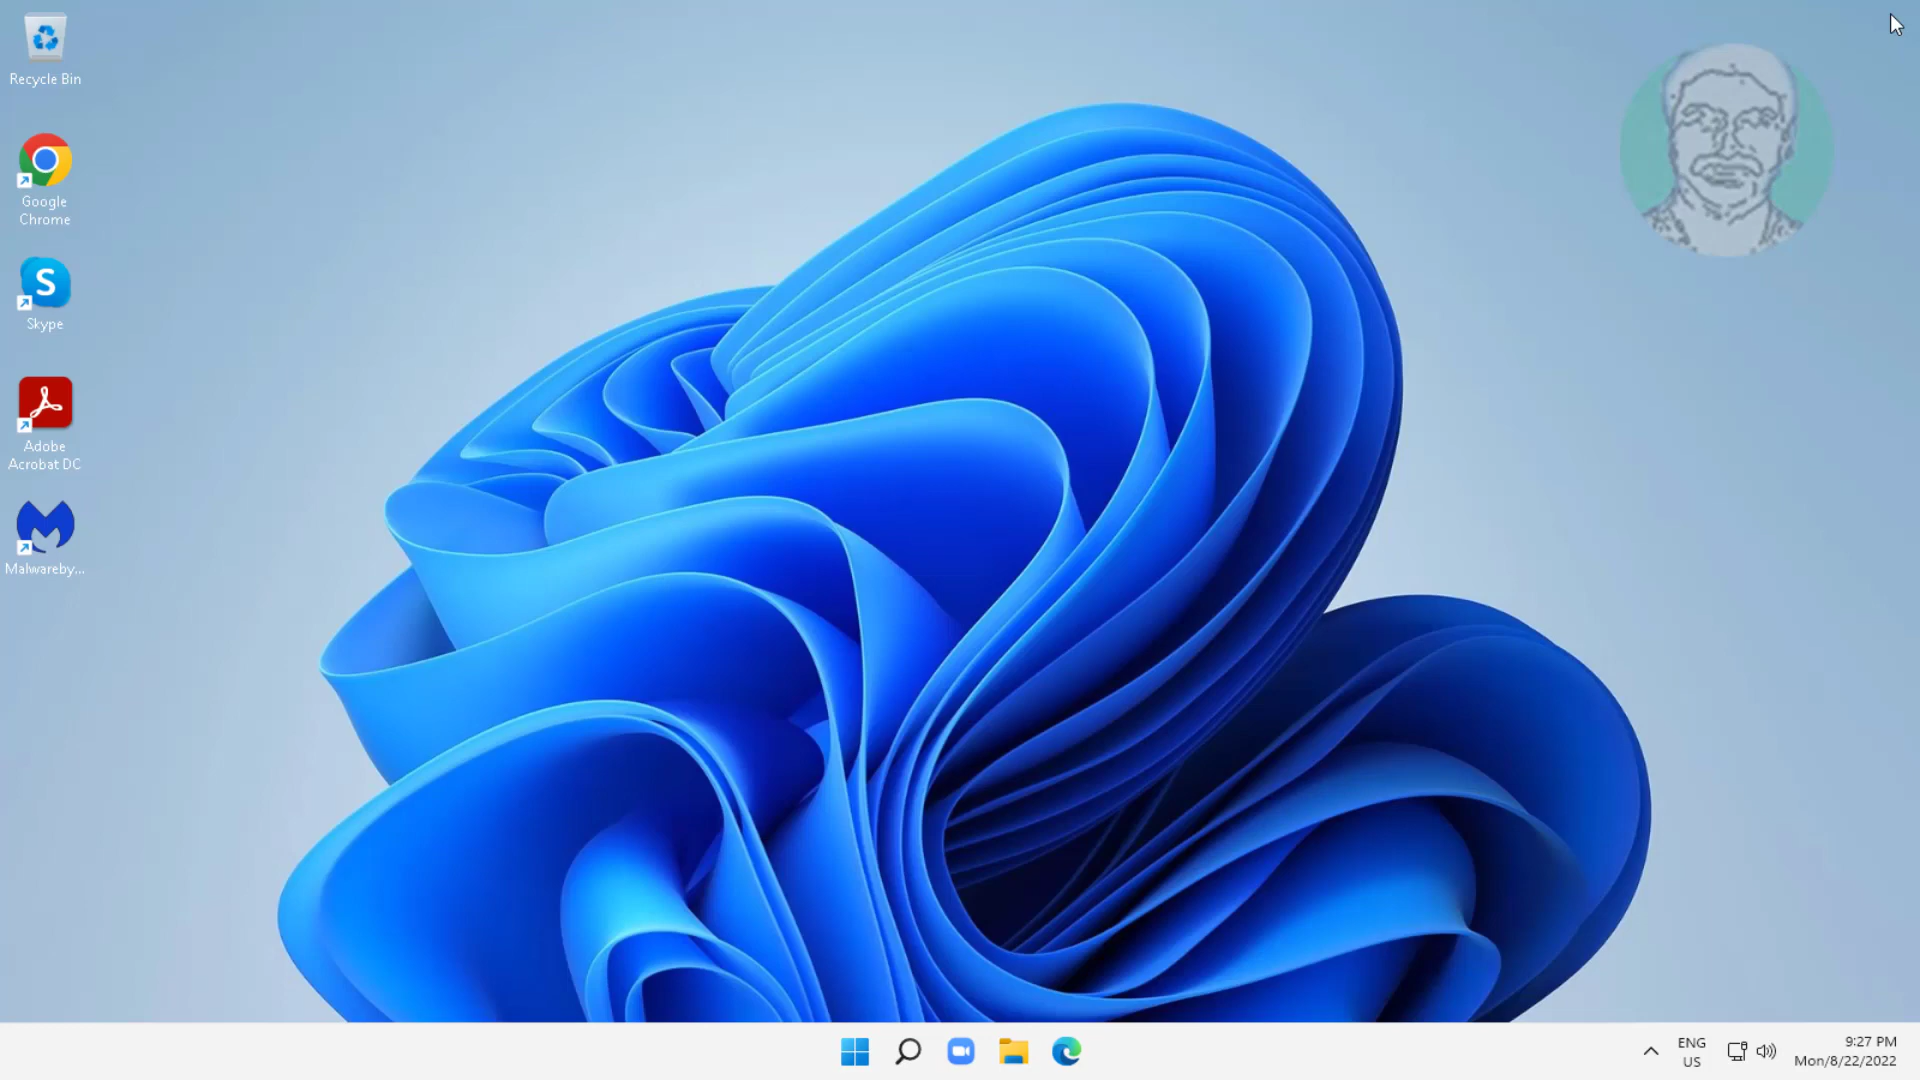 Recycle Bin
Google
Chrome
S
Skype
Adobe
Acrobat DC
Malwareby...
ENG
US
9:27 PM
Mon/8/22/2022